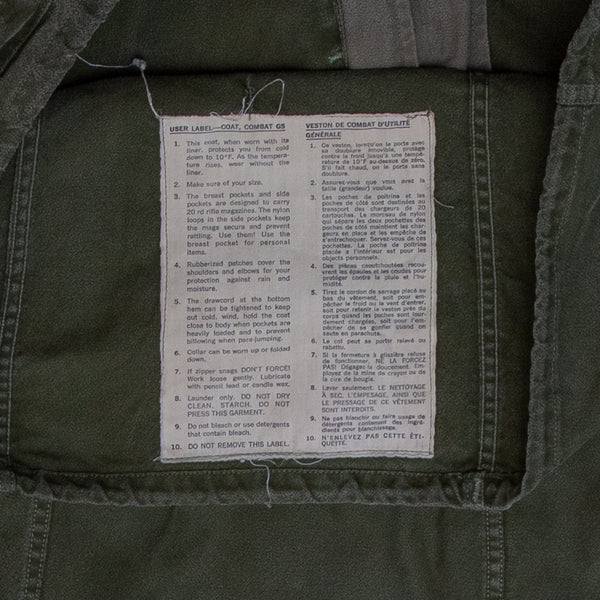 USER LABEL—COAT, COMBAT GS
1. This coat, when worn with its
liner, protects you from cold
down to 10°F. As the tempera-
ture rises, wear without the
liner.
2. Make sure of your size.
3. The breast pockets and side
pockets are designed to carry
20 rd rifle magazines. The nylon
loops in the side pockets keep
the mags secure and prevent
rattling. Use them! Use the
breast pocket for personal
items.
4. Rubberized patches cover the
shoulders and elbows for your
protection against rain and
moisture.
5. The drawcord at the bottom
hem can be tightened to keep
out cold, wind, hold the coat
close to body when pockets are
heavily loaded and to prevent
billowing when para-jumping.
6. Collar can be worn up or folded
down.
7. If zipper snags DON'T FORCE!
Work loose gently. Lubricate
with pencil lead or candle wax.
8. Launder only. DO NOT DRY
CLEAN. STARCH. DO NOT
PRESS THIS GARMENT.
9. Do not bleach or use detergents
that contain bleach.
10. DO NOT REMOVE THIS LABEL.
VESTON DE COMBAT D'UTILITÉ
GÉNÉRALE
1. Ce veston, lorsqu'on le porte avec
sa doublure amovible, protège
contre le froid jusqu'à une tempé-
rature de 10°F au-dessus de zéro.
S'il fait chaud, on le porte sans
doublure.
2. Assurez-vous que vous avez la
taille (grandeur) voulue.
3. Les poches de poitrine et les
poches de côté sont destinées au
transport des chargeurs de 20
cartouches. Le morceau de nylon
qui sépare les deux pochettes des
poches de côté maintient les char-
geurs en place et les empêche de
s'entrechoquer. Servez-vous de ces
pochettes. La poche de poitrine
placée à l'intérieur est pour les
objets personnels.
4. Des pièces caoutchoutées recou-
vrent les épaules et les coudes pour
protéger contre la pluie et l'hu-
midité.
5. Tirez le cordon de serrage placé au
bas du vêtement, soit pour em-
pêcher le froid ou le vent d'entrer,
soit pour retenir le veston près du
corps quand les poches sont lour-
dement chargées, soit pour l'empê-
cher de se gonfler quand on
saute en parachute.
6. Le col peut se porter relevé ou
rabattu.
7. Si la fermeture à glissière refuse
de fonctionner, NE LA FORCEZ
PAS! Dégagez-la doucement. Em-
ployez de la mine de crayon ou de
la cire de bougie.
8. Laver seulement. LE NETTOYAGE
À SEC, L'EMPESAGE, AINSI QUE
LE PRESSAGE DE CE VÊTEMENT
SONT INTERDITS.
9. Ne pas blanchir ou faire usage de
détergents contenant des ingré-
dients pour blanchissage.
10. N'ENLEVEZ PAS CETTE ÉTI-
QUETTE.